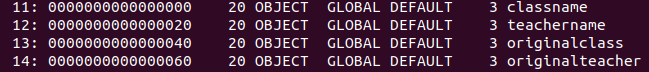 11: 0000000000000000 20 OBJECT GLOBAL DEFAULT 3 classname
12: 0000000000000020 20 OBJECT GLOBAL DEFAULT 3 teachername
13: 0000000000000040 20 OBJECT GLOBAL DEFAULT 3 originalclass
14: 0000000000000060 20 OBJECT GLOBAL DEFAULT 3 originalteacher